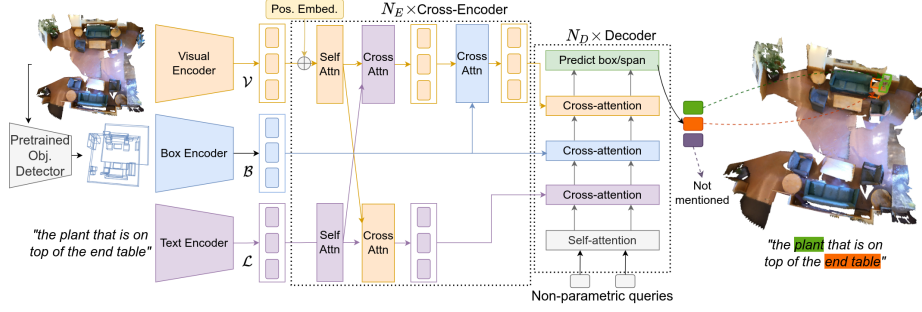 Pos. Embed.
N_E × Cross-Encoder
N_D × Decoder
Visual
Encoder
𝒱
Self
Attn
Cross
Attn
Cross
Attn
Predict box/span
Cross-attention
Pretrained
Obj.
Detector
Box Encoder
ℬ
Cross-attention
Cross-attention
Not
mentioned
"the plant that is on
top of the end table"
Text Encoder
ℒ
Self
Attn
Cross
Attn
Self-attention
Non-parametric queries
"the plant that is on
top of the end table"